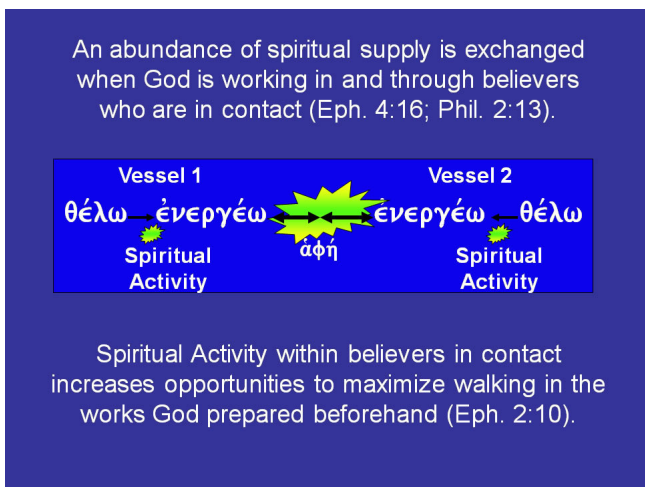 An abundance of spiritual supply is exchanged
when God is working in and through believers
who are in contact (Eph. 4:16; Phil. 2:13).
Vessel 1 Vessel 2
θέλω ἐνεργέω ἐνεργέω θέλω
ἁφή
Spiritual Spiritual
Activity Activity
Spiritual Activity within believers in contact
increases opportunities to maximize walking in the
works God prepared beforehand (Eph. 2:10).